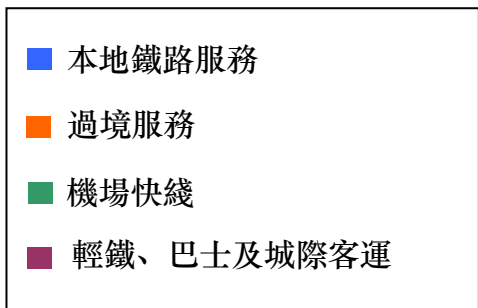 本地鐵路服務
過境服務
機場快綫
輕鐵、巴士及城際客運